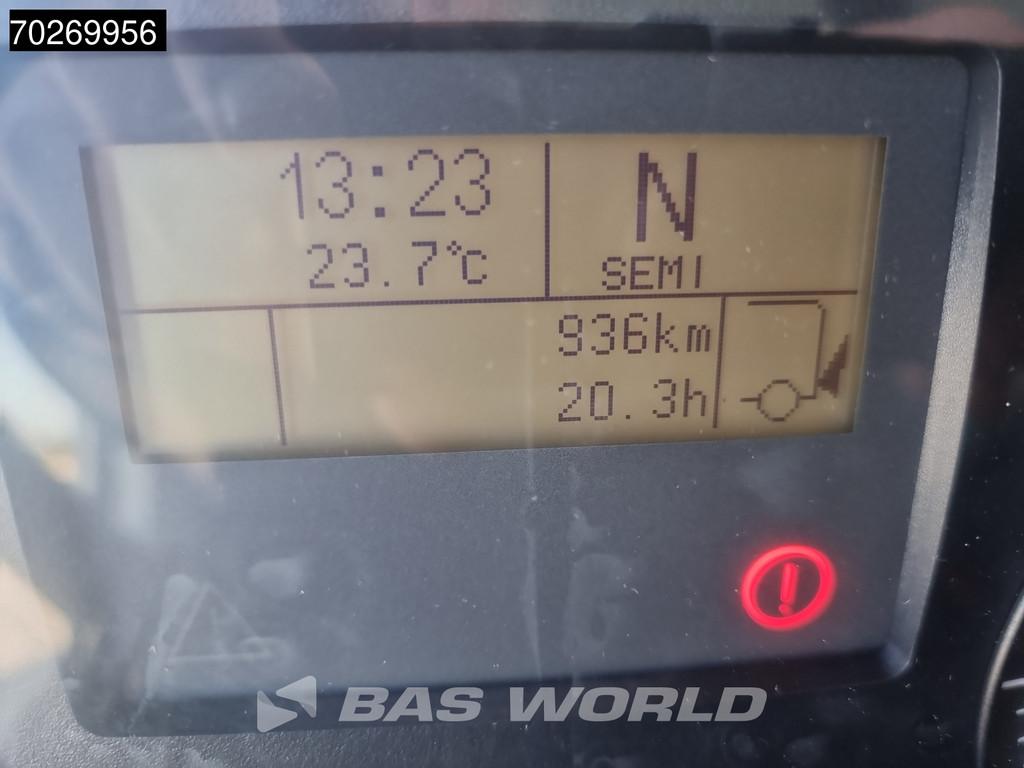 70269956
13:23
N
23.7°C
SEMI
936km
20.3h
BAS WORLD